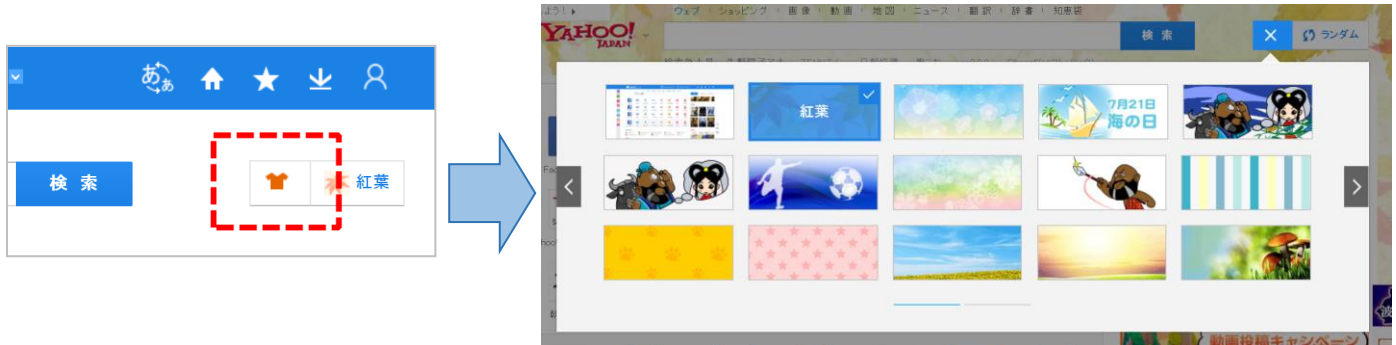 あぁ
検 索
紅葉
ウェブ ショッピング 画像 動画 地図 ニュース 翻訳 辞書 知恵袋
YAHOO!
JAPAN
検 索
ランダム
紅葉
7月21日
海の日
動画投稿キャンペーン